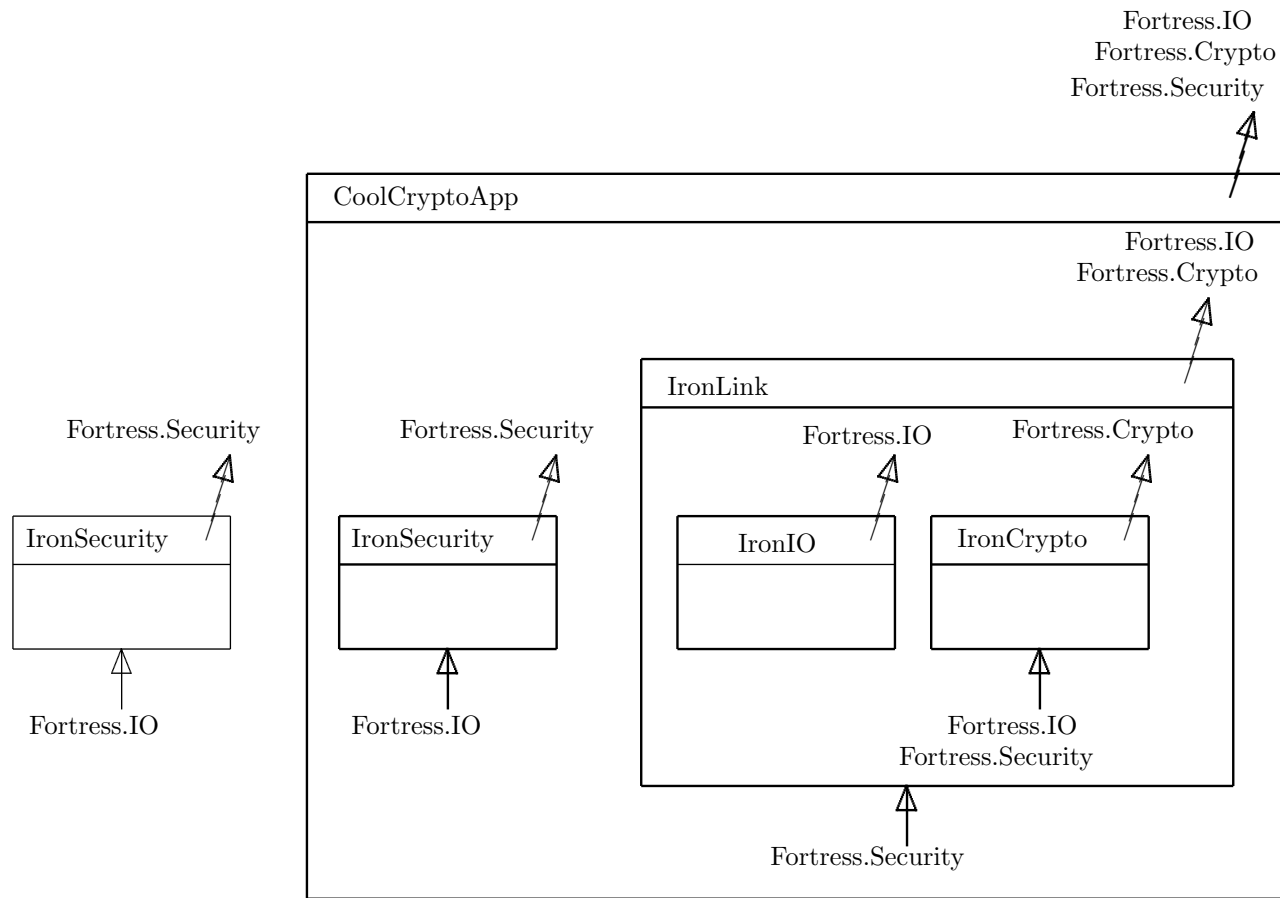 Fortress.IO
Fortress.Crypto
Fortress.Security
CoolCryptoApp
Fortress.IO
Fortress.Crypto
IronLink
Fortress.Security
Fortress.Security
Fortress.IO
Fortress.Crypto
IronSecurity
IronSecurity
IronIO
IronCrypto
Fortress.IO
Fortress.IO
Fortress.IO
Fortress.Security
Fortress.Security